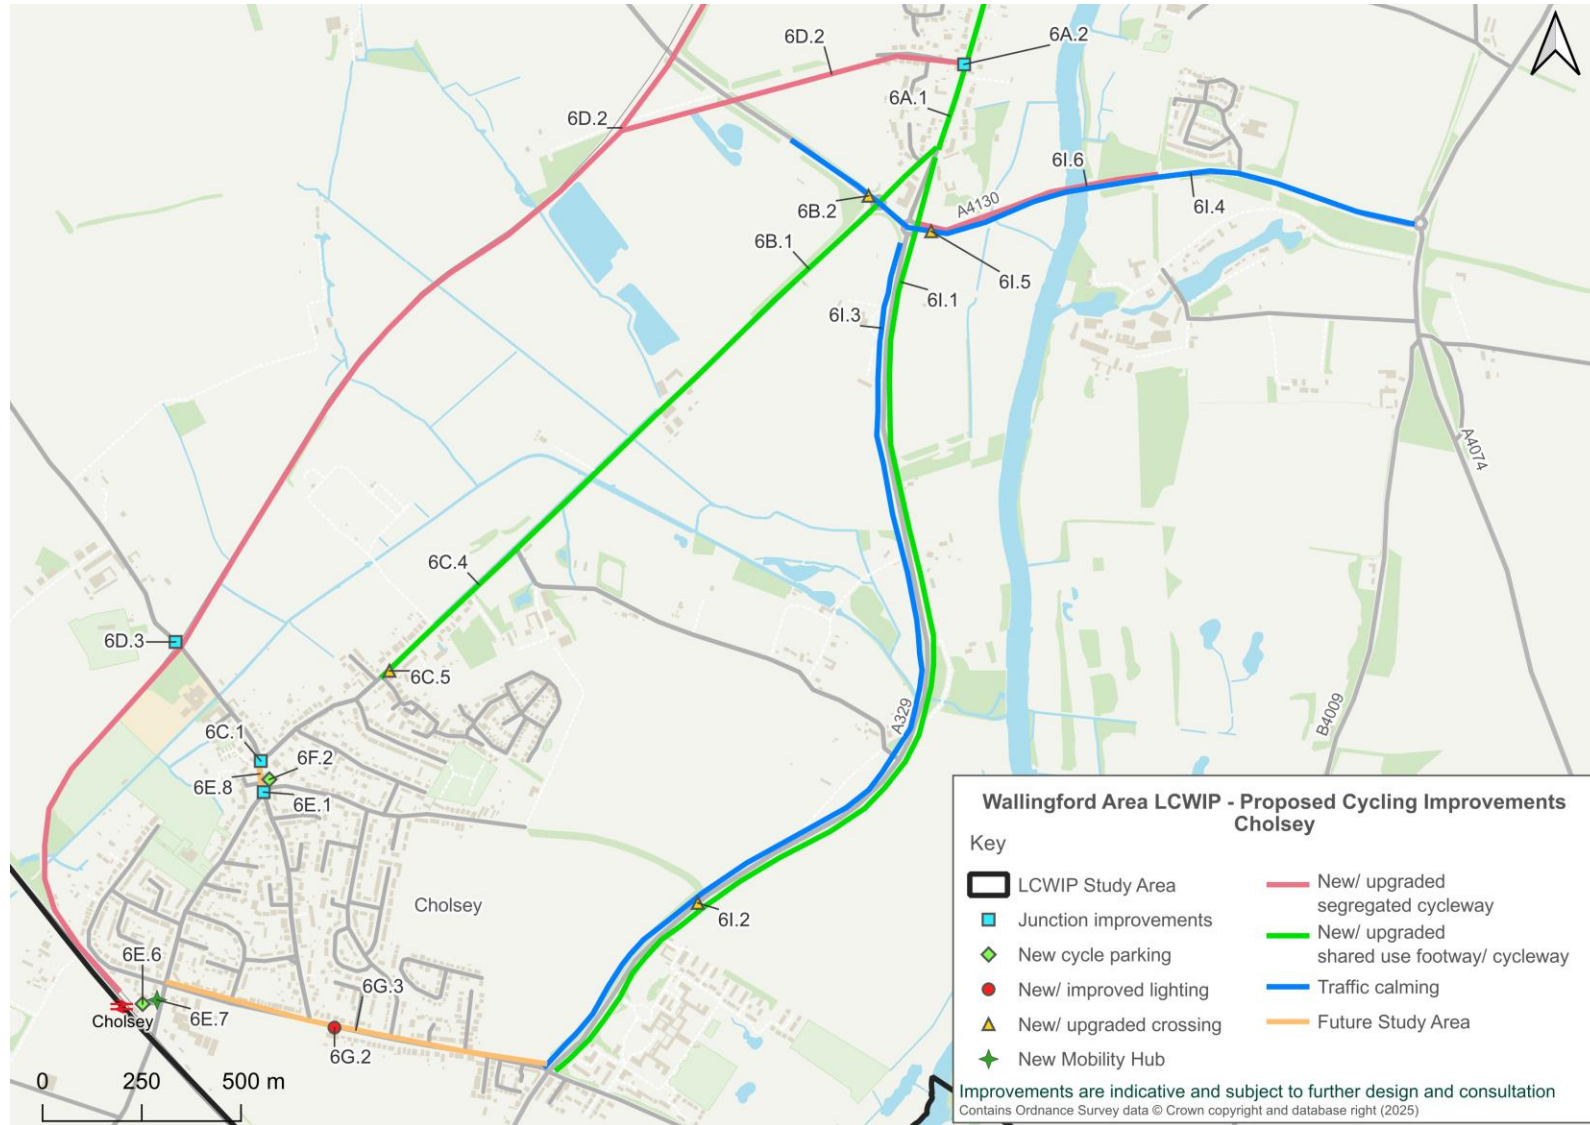 6D.2
6A.2
6A.1
6D.2
6I.6
6B.2
A4130
6I.4
6B.1
6I.5
6I.1
6I.3
A4074
6C.4
6D.3
6C.5
B4009
A329
6C.1
6F.2
6E.8
6E.1
Cholsey
6I.2
6E.6
6G.3
Cholsey
6E.7
6G.2
0 250 500 m
Wallingford Area LCWIP - Proposed Cycling Improvements
Cholsey
Key
LCWIP Study Area
Junction improvements
New cycle parking
New/ improved lighting
New/ upgraded crossing
New Mobility Hub
New/ upgraded
segregated cycleway
New/ upgraded
shared use footway/ cycleway
Traffic calming
Future Study Area
Improvements are indicative and subject to further design and consultation
Contains Ordnance Survey data © Crown copyright and database right (2025)